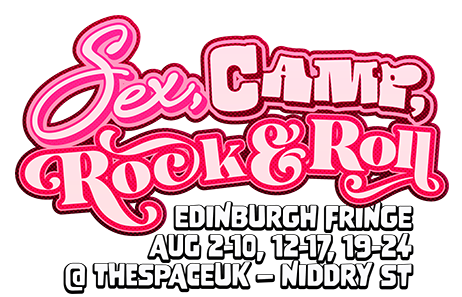 Sex, CAMP,
Rock & Roll
EDINBURGH FRINGE
AUG 2-10, 12-17, 19-24
@ THESPACEUK – NIDDRY ST